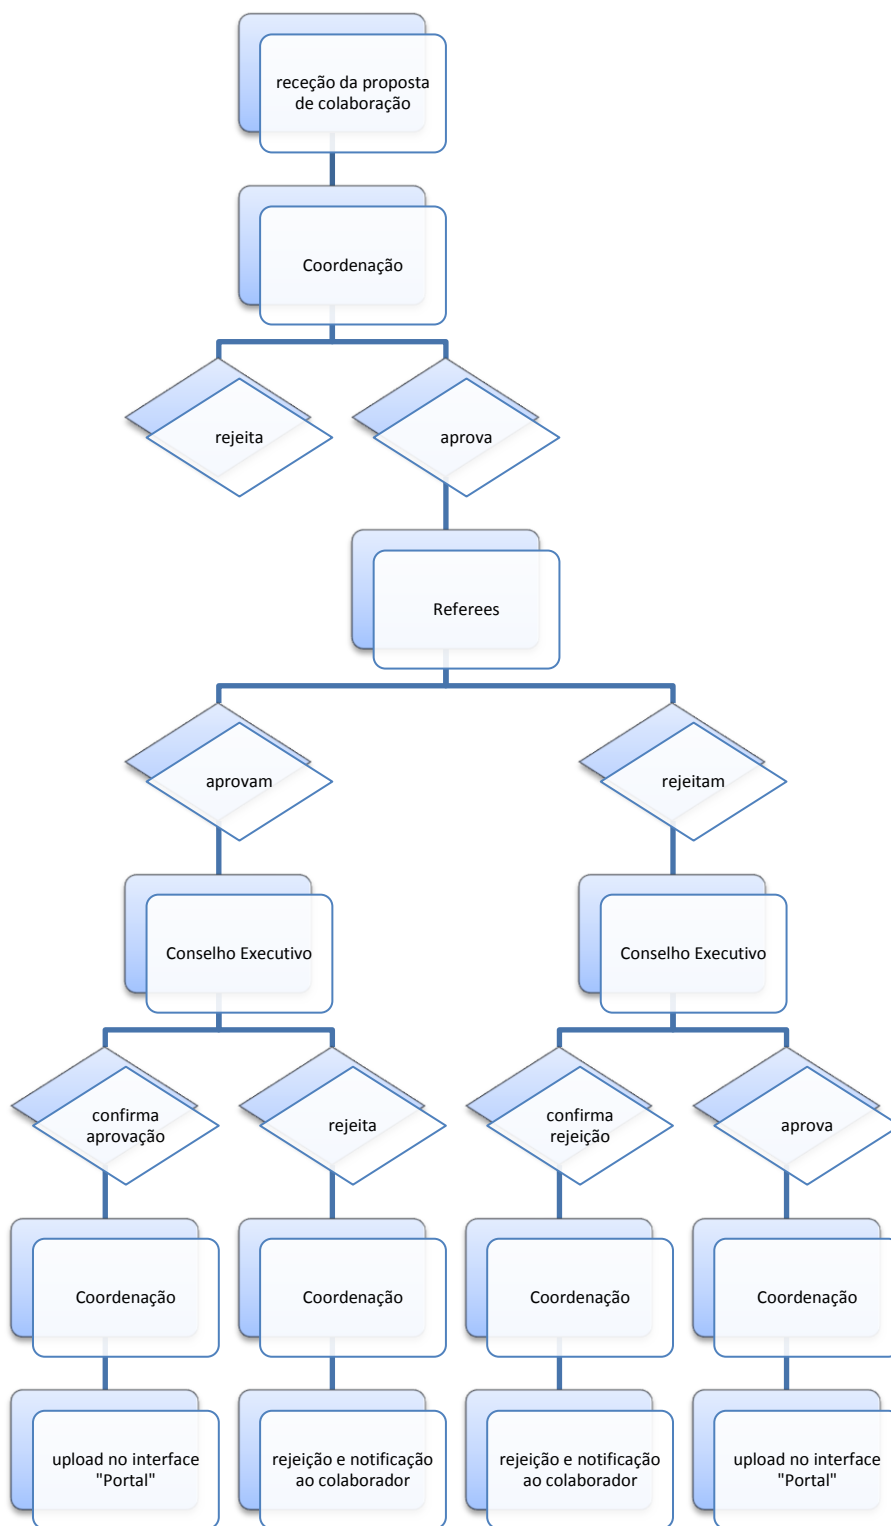 receção da proposta
de colaboração
Coordenação
rejeita
aprova
Referees
aprovam
rejeitam
Conselho Executivo
Conselho Executivo
confirma
aprovação
rejeita
confirma
rejeição
aprova
Coordenação
Coordenação
Coordenação
Coordenação
upload no interface
"Portal"
rejeição e notificação
ao colaborador
rejeição e notificação
ao colaborador
upload no interface
"Portal"